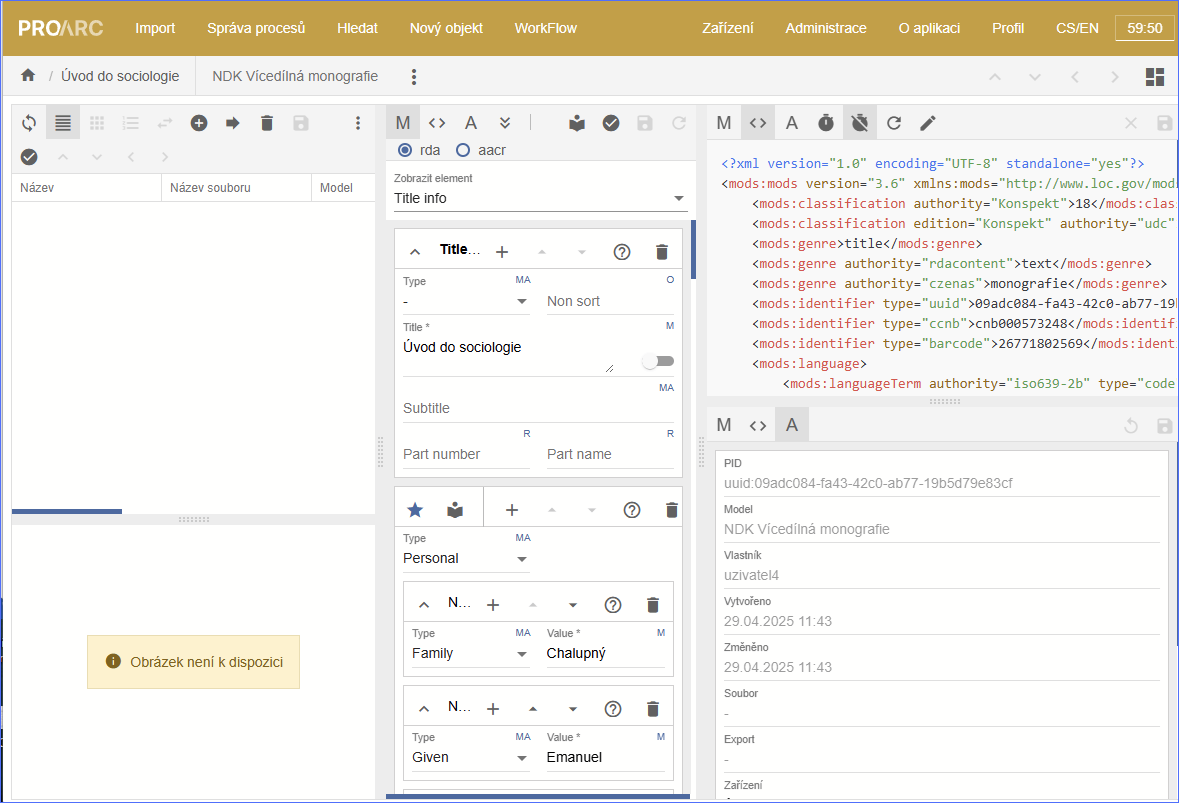 PROARC Import Správa procesů Hledat Nový objekt WorkFlow Zařízení Administrace O aplikaci Profil CS/EN 59:50
/ Úvod do sociologie NDK Vícedílná monografie
Název Název souboru Model
Obrázek není k dispozici
M <> A
rda aacr
Zobrazit element
Title info
Title...
Type MA O
- Non sort
Title * M
Úvod do sociologie
MA
Subtitle
R R
Part number Part name
Type MA
Personal
N...
Type MA Value * M
Family Chalupný
N...
Type MA Value * M
Given Emanuel
M <> A
<?xml version="1.0" encoding="UTF-8" standalone="yes"?>
<mods:mods version="3.6" xmlns:mods="http://www.loc.gov/mod
<mods:classification authority="Konspekt">18</mods:clas
<mods:classification edition="Konspekt" authority="udc"
<mods:genre>title</mods:genre>
<mods:genre authority="rdacontent">text</mods:genre>
<mods:genre authority="czenas">monografie</mods:genre>
<mods:identifier type="uuid">09adc084-fa43-42c0-ab77-19b
<mods:identifier type="ccnb">cnb000573248</mods:identif
<mods:identifier type="barcode">26771802569</mods:identi
<mods:language>
<mods:languageTerm authority="iso639-2b" type="code
M <> A
PID
uuid:09adc084-fa43-42c0-ab77-19b5d79e83cf
Model
NDK Vícedílná monografie
Vlastník
uzivatel4
Vytvořeno
29.04.2025 11:43
Změněno
29.04.2025 11:43
Soubor
-
Export
-
Zařízení